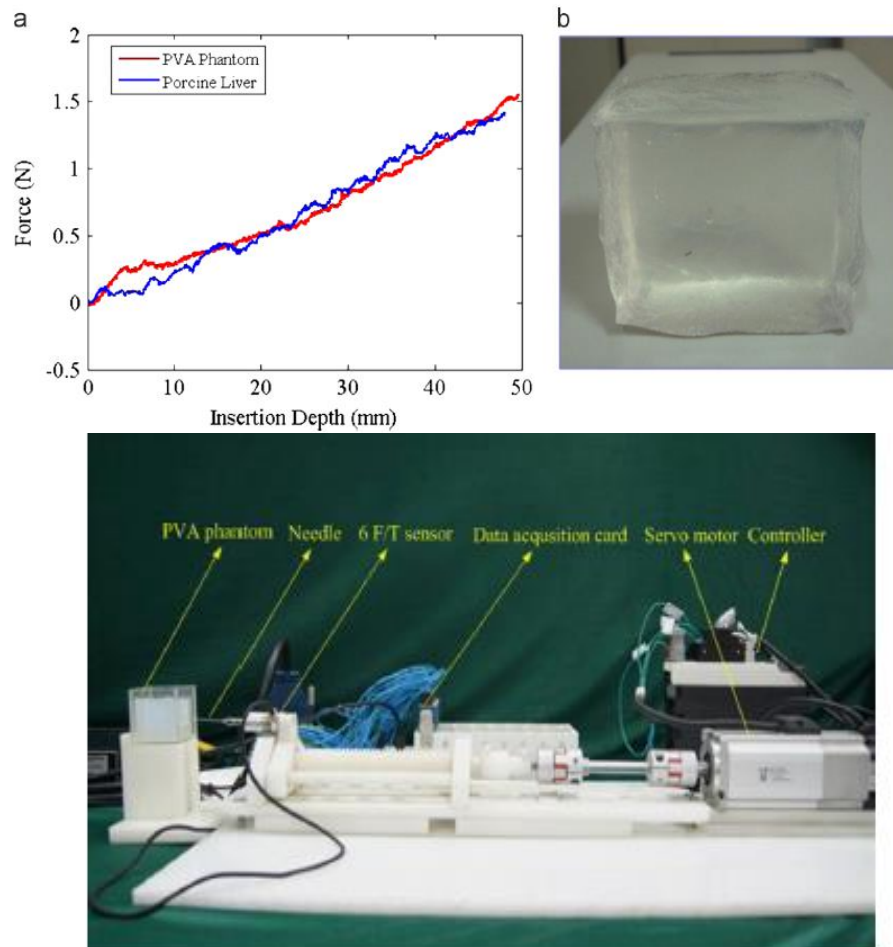 a
b
2
1.5
1
0.5
0
-0.5
Force (N)
PVA Phantom
Porcine Liver
0 10 20 30 40 50
Insertion Depth (mm)
PVA phantom Needle 6 F/T sensor Data acqusition card Servo motor Controller